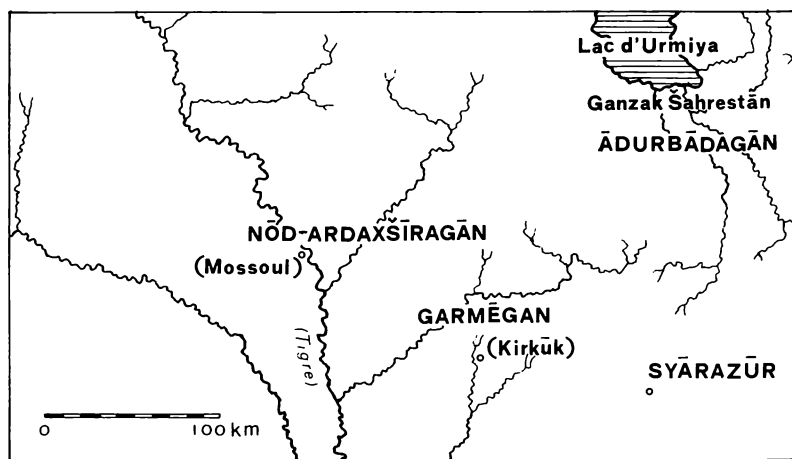 Lac d'Urmiya
Ganzak Šahrestān
ĀDURBĀDAGĀN
NŌD-ARDAXŠĪRAGĀN
(Mossoul)
(Tigre)
GARMĒGAN
(Kirkūk)
SYĀRAZŪR
0 100 km